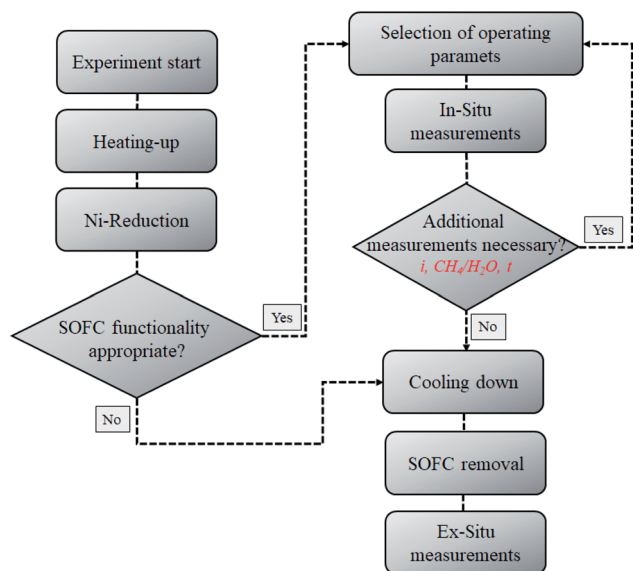 Experiment start
Heating-up
Ni-Reduction
SOFC functionality
appropriate?
Yes
No
Selection of operating
paramets
In-Situ
measurements
Additional
measurements necessary?
i, CH₄/H₂O, t
Yes
No
Cooling down
SOFC removal
Ex-Situ
measurements